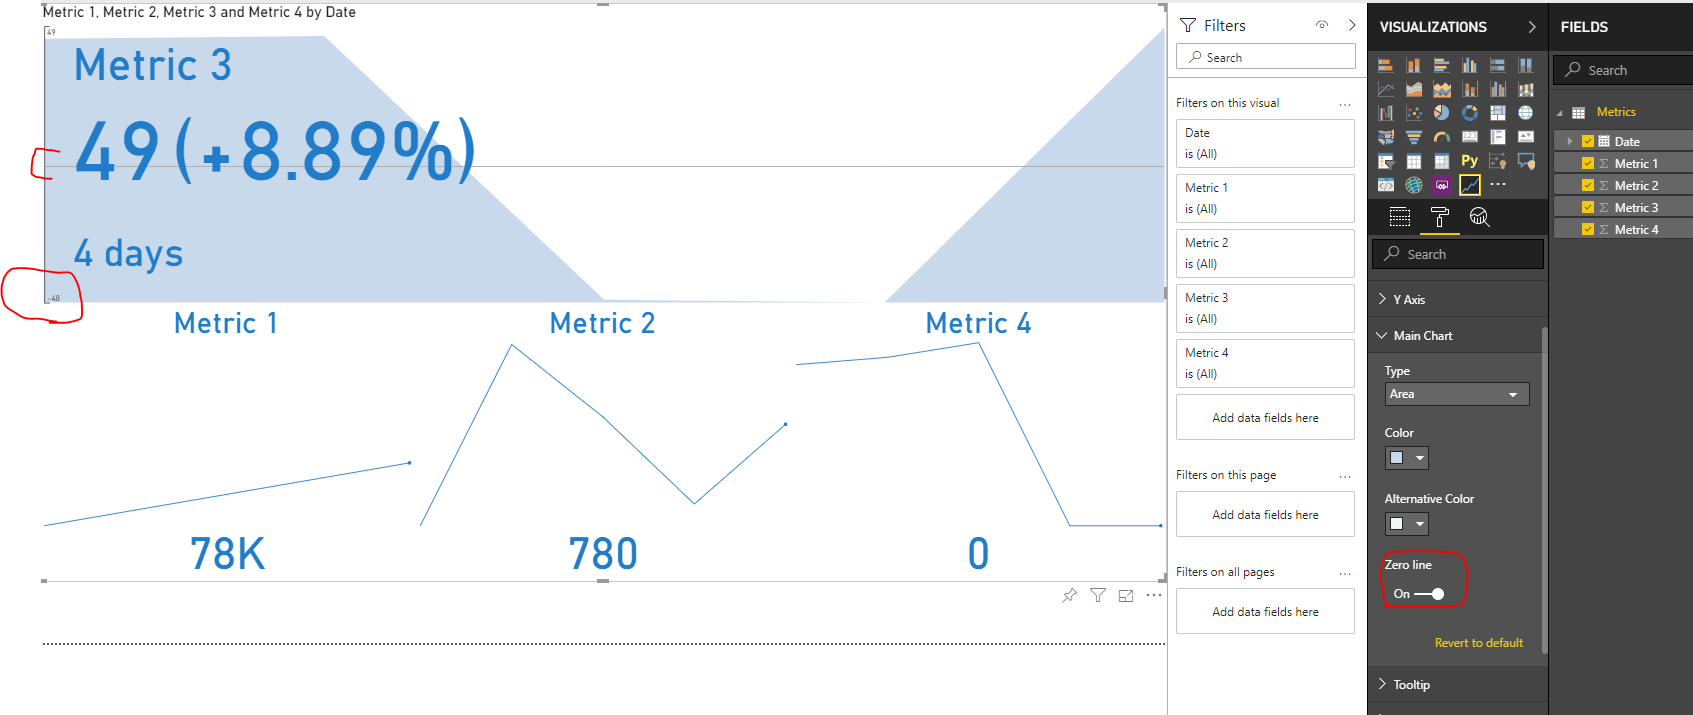 Metric 1, Metric 2, Metric 3 and Metric 4 by Date
49
Metric 3
49(+8.89%)
4 days
-48
Metric 1
Metric 2
Metric 4
78K
780
0
Filters
Search
Filters on this visual
...
Date
is (All)
Metric 1
is (All)
Metric 2
is (All)
Metric 3
is (All)
Metric 4
is (All)
Add data fields here
Filters on this page
...
Add data fields here
Filters on all pages
...
Add data fields here
VISUALIZATIONS
Py
Search
Y Axis
Main Chart
Type
Area
Color
Alternative Color
Zero line
On
Revert to default
Tooltip
FIELDS
Search
Metrics
Date
Metric 1
Metric 2
Metric 3
Metric 4